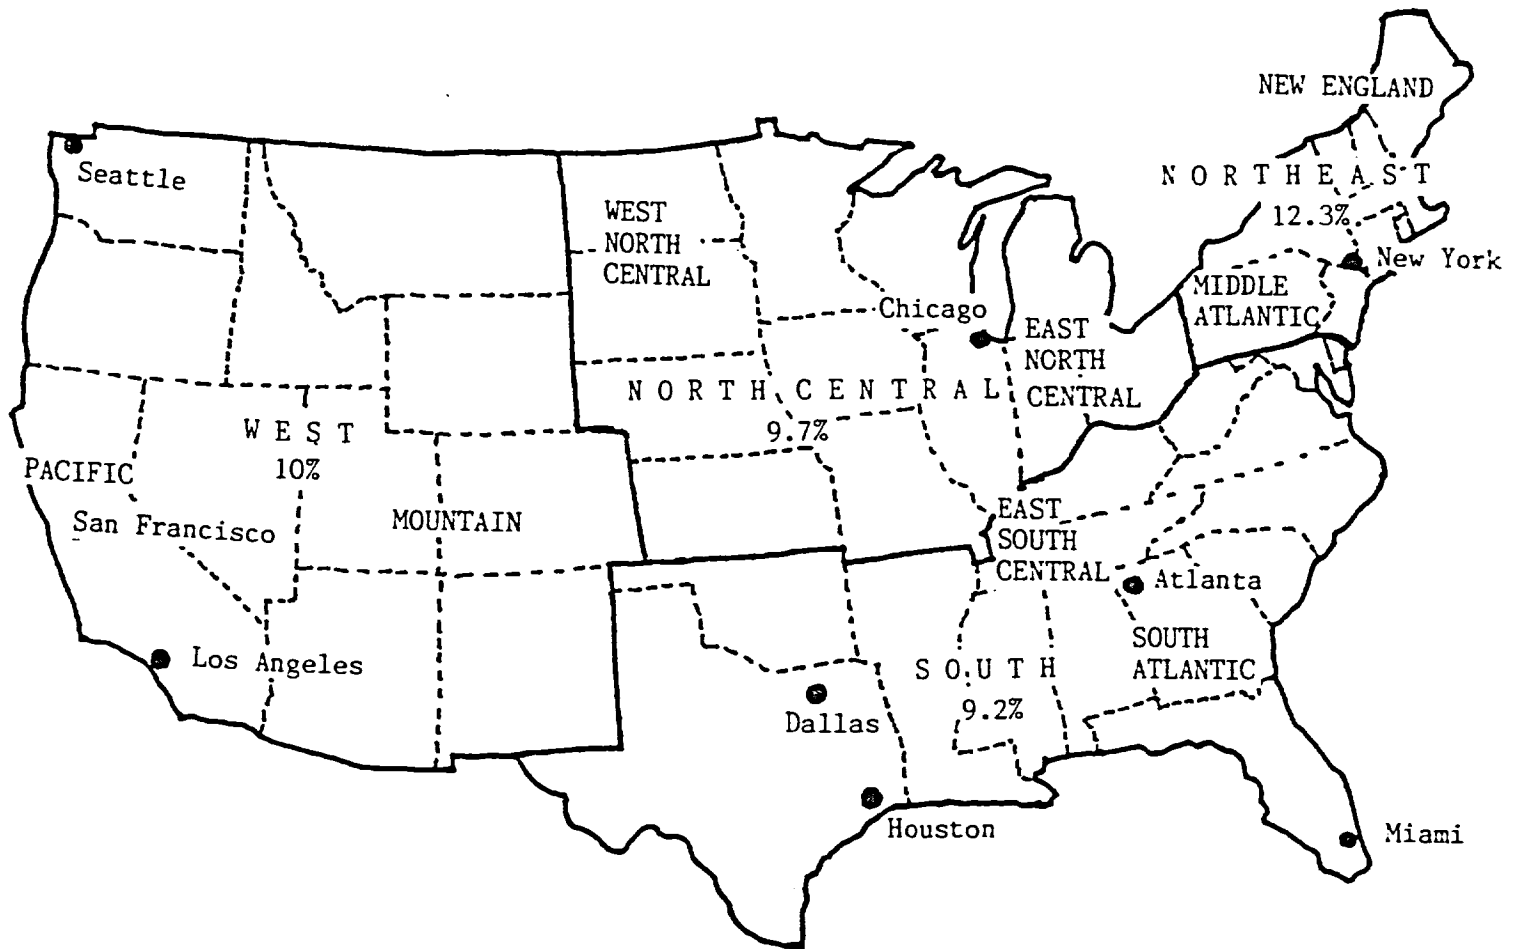 NEW ENGLAND
Seattle
N O R T H E A S T
12.3%
WEST
NORTH
CENTRAL
New York
MIDDLE
ATLANTIC
Chicago
EAST
NORTH
CENTRAL
N O R T H C E N T R A L
9.7%
W E S T
10%
PACIFIC
San Francisco
MOUNTAIN
EAST
SOUTH
CENTRAL
Atlanta
SOUTH
ATLANTIC
Los Angeles
S O U T H
9.2%
Dallas
Houston
Miami